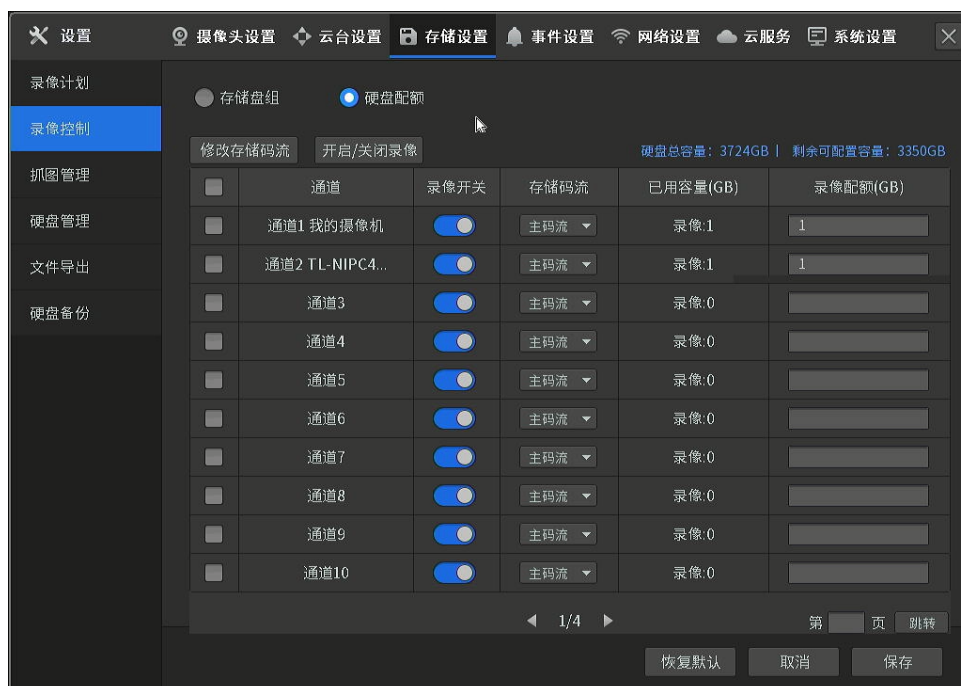 设置 摄像头设置 云台设置 存储设置 事件设置 网络设置 云服务 系统设置
录像计划
录像控制
抓图管理
硬盘管理
文件导出
硬盘备份
存储盘组 硬盘配额
修改存储码流 开启/关闭录像 硬盘总容量: 3724GB | 剩余可配置容量: 3350GB
通道 录像开关 存储码流 已用容量(GB) 录像配额(GB)
通道1 我的摄像机 主码流 录像:1 1
通道2 TL-NIPC4... 主码流 录像:1 1
通道3 主码流 录像:0
通道4 主码流 录像:0
通道5 主码流 录像:0
通道6 主码流 录像:0
通道7 主码流 录像:0
通道8 主码流 录像:0
通道9 主码流 录像:0
通道10 主码流 录像:0
1/4 第 页 跳转
恢复默认 取消 保存